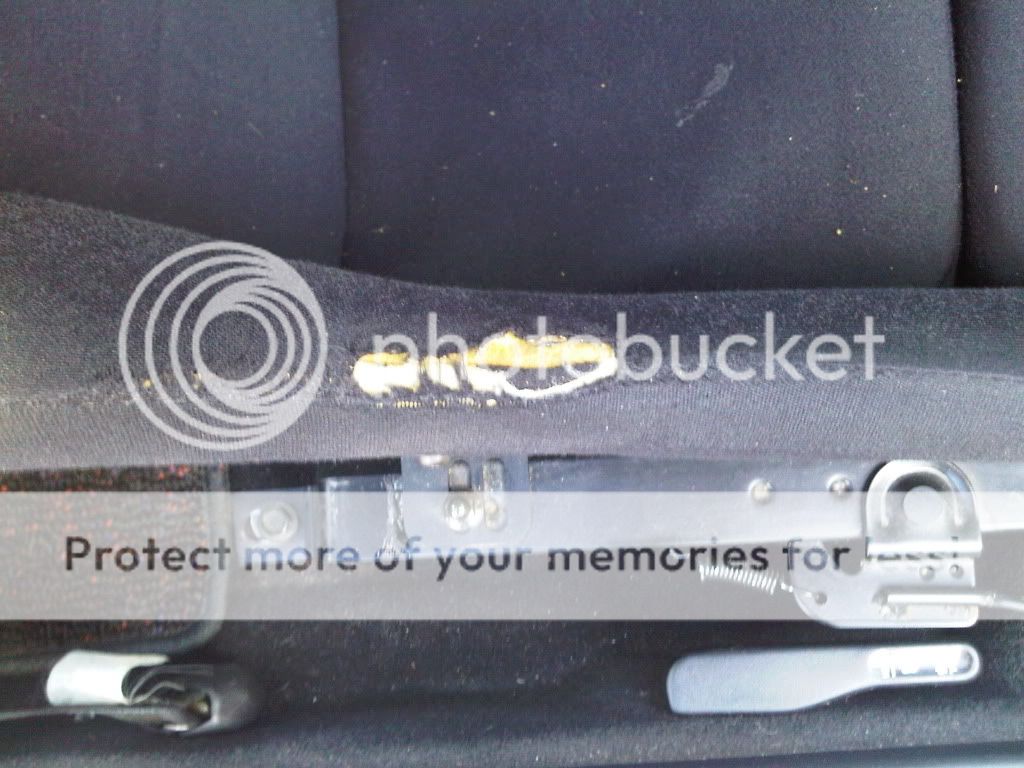 photobucket
Protect more of your memories for less!